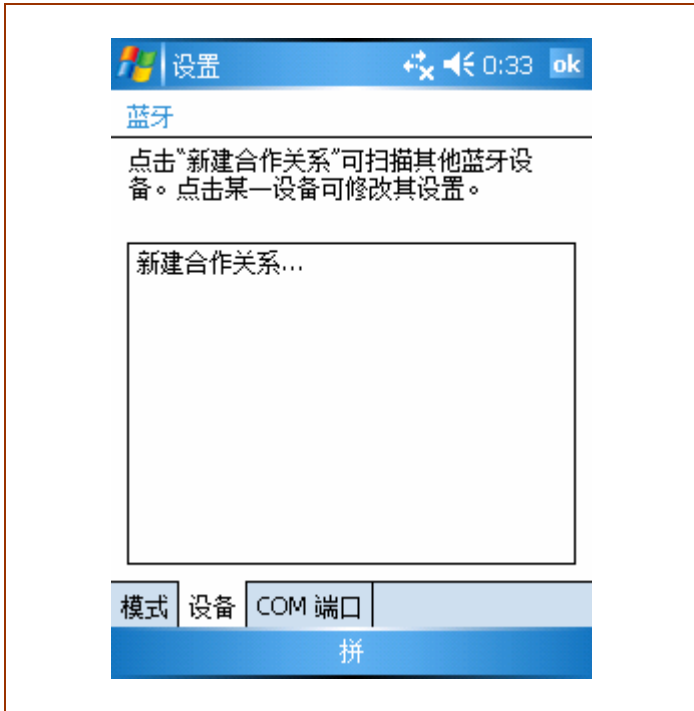 设置
0:33
ok
蓝牙
点击"新建合作关系"可扫描其他蓝牙设
备。点击某一设备可修改其设置。
新建合作关系...
模式 设备 COM 端口
拼